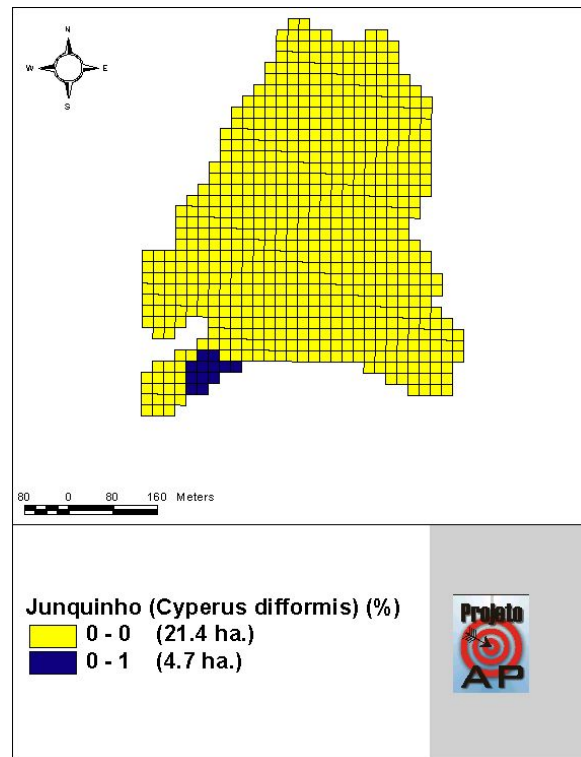 N
W E
S
80 0 80 160 Meters
Junquinho (Cyperus difformis) (%)
0 - 0 (21.4 ha.)
0 - 1 (4.7 ha.)
Projeto
AP